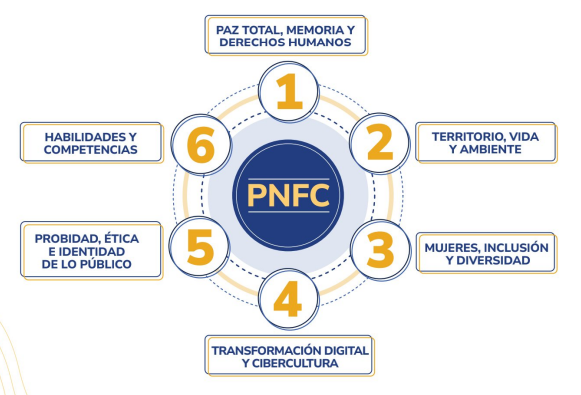 PAZ TOTAL, MEMORIA Y
DERECHOS HUMANOS
1
2
TERRITORIO, VIDA
Y AMBIENTE
3
MUJERES, INCLUSIÓN
Y DIVERSIDAD
4
TRANSFORMACIÓN DIGITAL
Y CIBERCULTURA
5
PROBIDAD, ÉTICA
E IDENTIDAD
DE LO PÚBLICO
6
HABILIDADES Y
COMPETENCIAS
PNFC